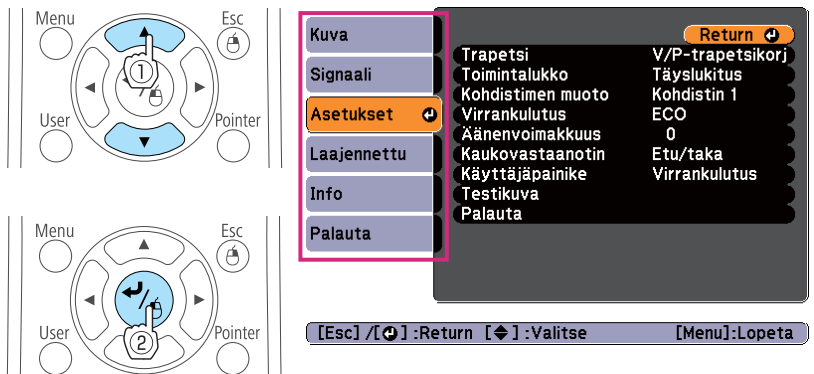 Menu Esc
①
User Pointer
Menu Esc
②
User Pointer
Kuva
Signaali
Asetukset
Laajennettu
Info
Palauta
Return
Trapetsi V/P-trapetsikorj
Toimintalukko Täyslukitus
Kohdistimen muoto Kohdistin 1
Virrankulutus ECO
Äänenvoimakkuus 0
Kaukovastaanotin Etu/taka
Käyttäjäpainike Virrankulutus
Testikuva
Palauta
[Esc] /[⏎] :Return [◆] :Valitse [Menu]:Lopeta